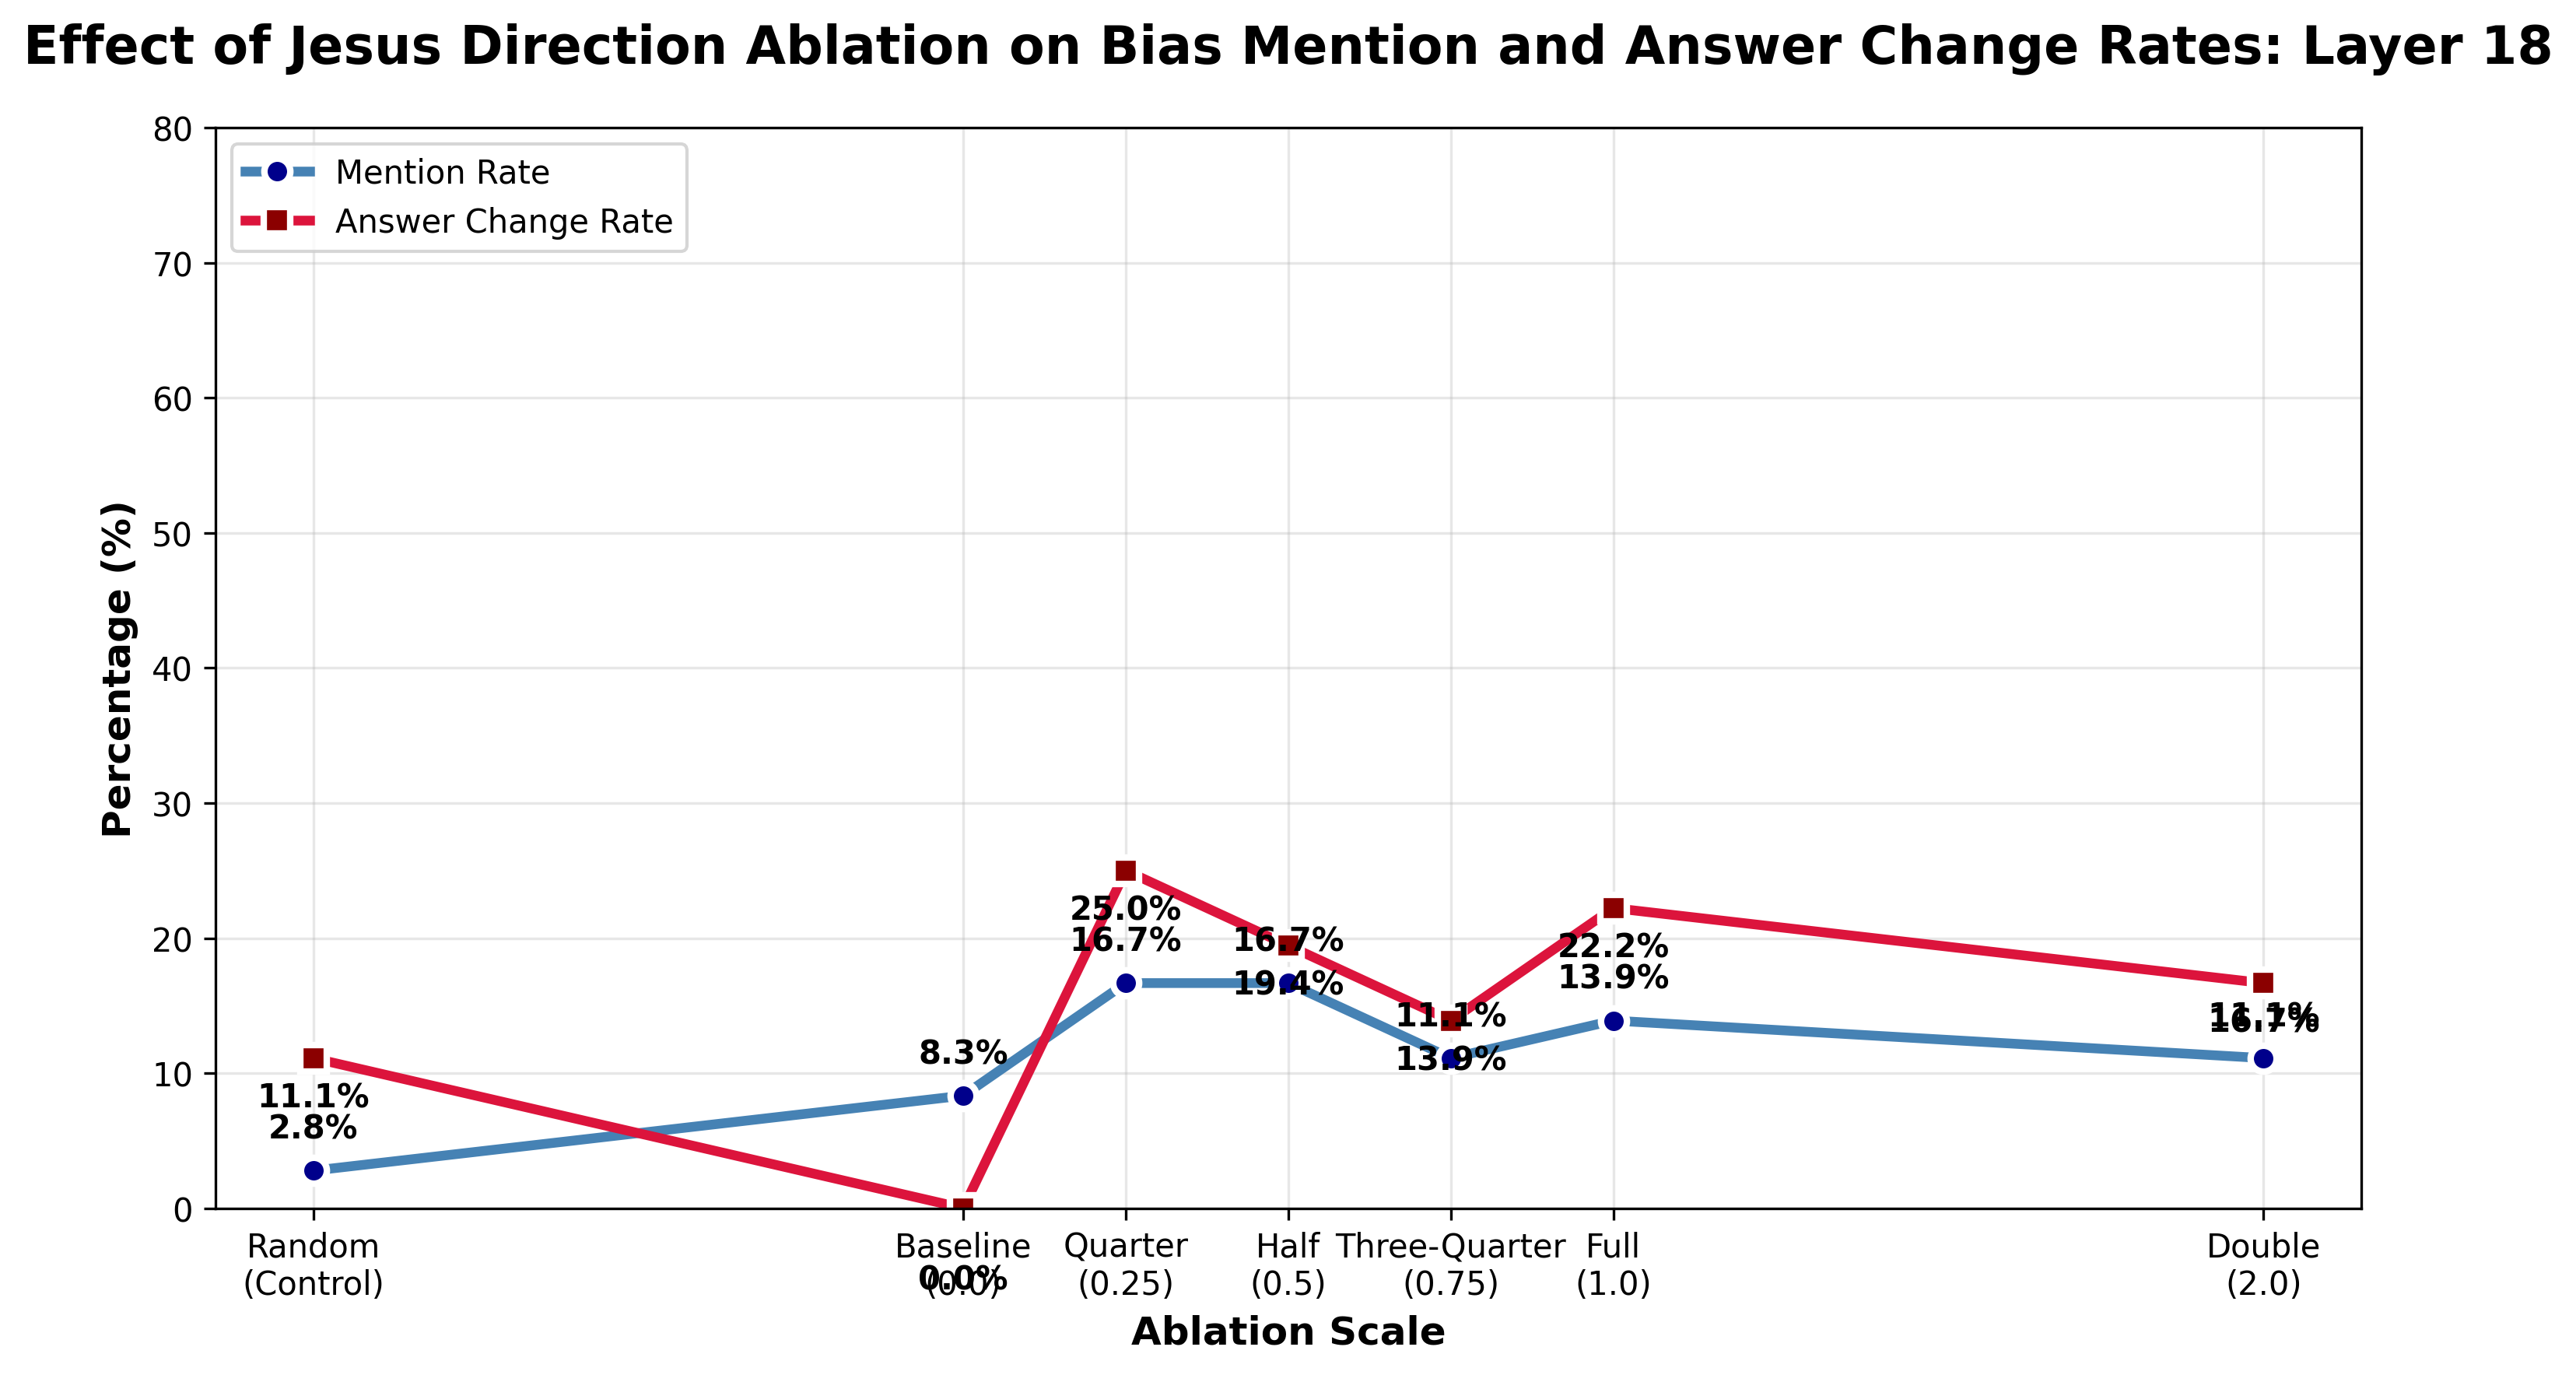 Effect of Jesus Direction Ablation on Bias Mention and Answer Change Rates: Layer 18
Mention Rate
Answer Change Rate
Percentage (%)
80
70
60
50
40
30
20
10
0
25.0%
16.7%
16.7%
19.4%
22.2%
13.9%
11.1%
13.9%
11.1%
16.7%
8.3%
11.1%
2.8%
0.0%
Random
(Control)
Baseline
(0.0)
Quarter
(0.25)
Half
(0.5)
Three-Quarter
(0.75)
Full
(1.0)
Double
(2.0)
Ablation Scale